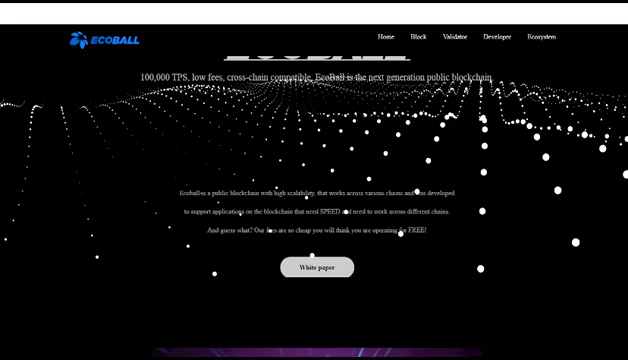 ECOBALL
Home Block Validator Developer Ecosystem
ECOBALL
100,000 TPS, low fees, cross-chain compatible, EcoBall is the next generation public blockchain
Ecoball is a public blockchain with high scalability, that works across various chains and was developed
to support applications on the blockchain that need SPEED and need to work across different chains.
And guess what? Our fees are so cheap you will think you are operating for FREE!
White paper